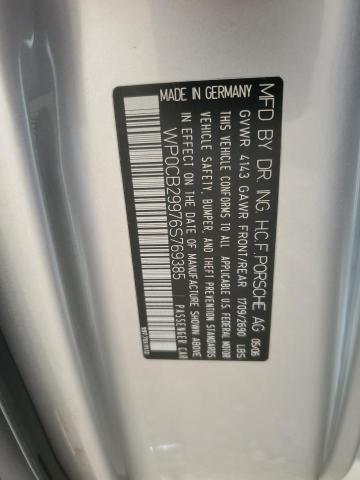 MFD BY DR. ING. H.C.F. PORSCHE AG 05/06
GVWR 4143 GAWR FRONT/REAR 1709/2690 LBS
THIS VEHICLE CONFORMS TO ALL APPLICABLE U.S. FEDERAL MOTOR
VEHICLE SAFETY, BUMPER, AND THEFT PREVENTION STANDARDS
IN EFFECT ON THE DATE OF MANUFACTURE SHOWN ABOVE
WP0CB29976S769385 PASSENGER CAR
MADE IN GERMANY